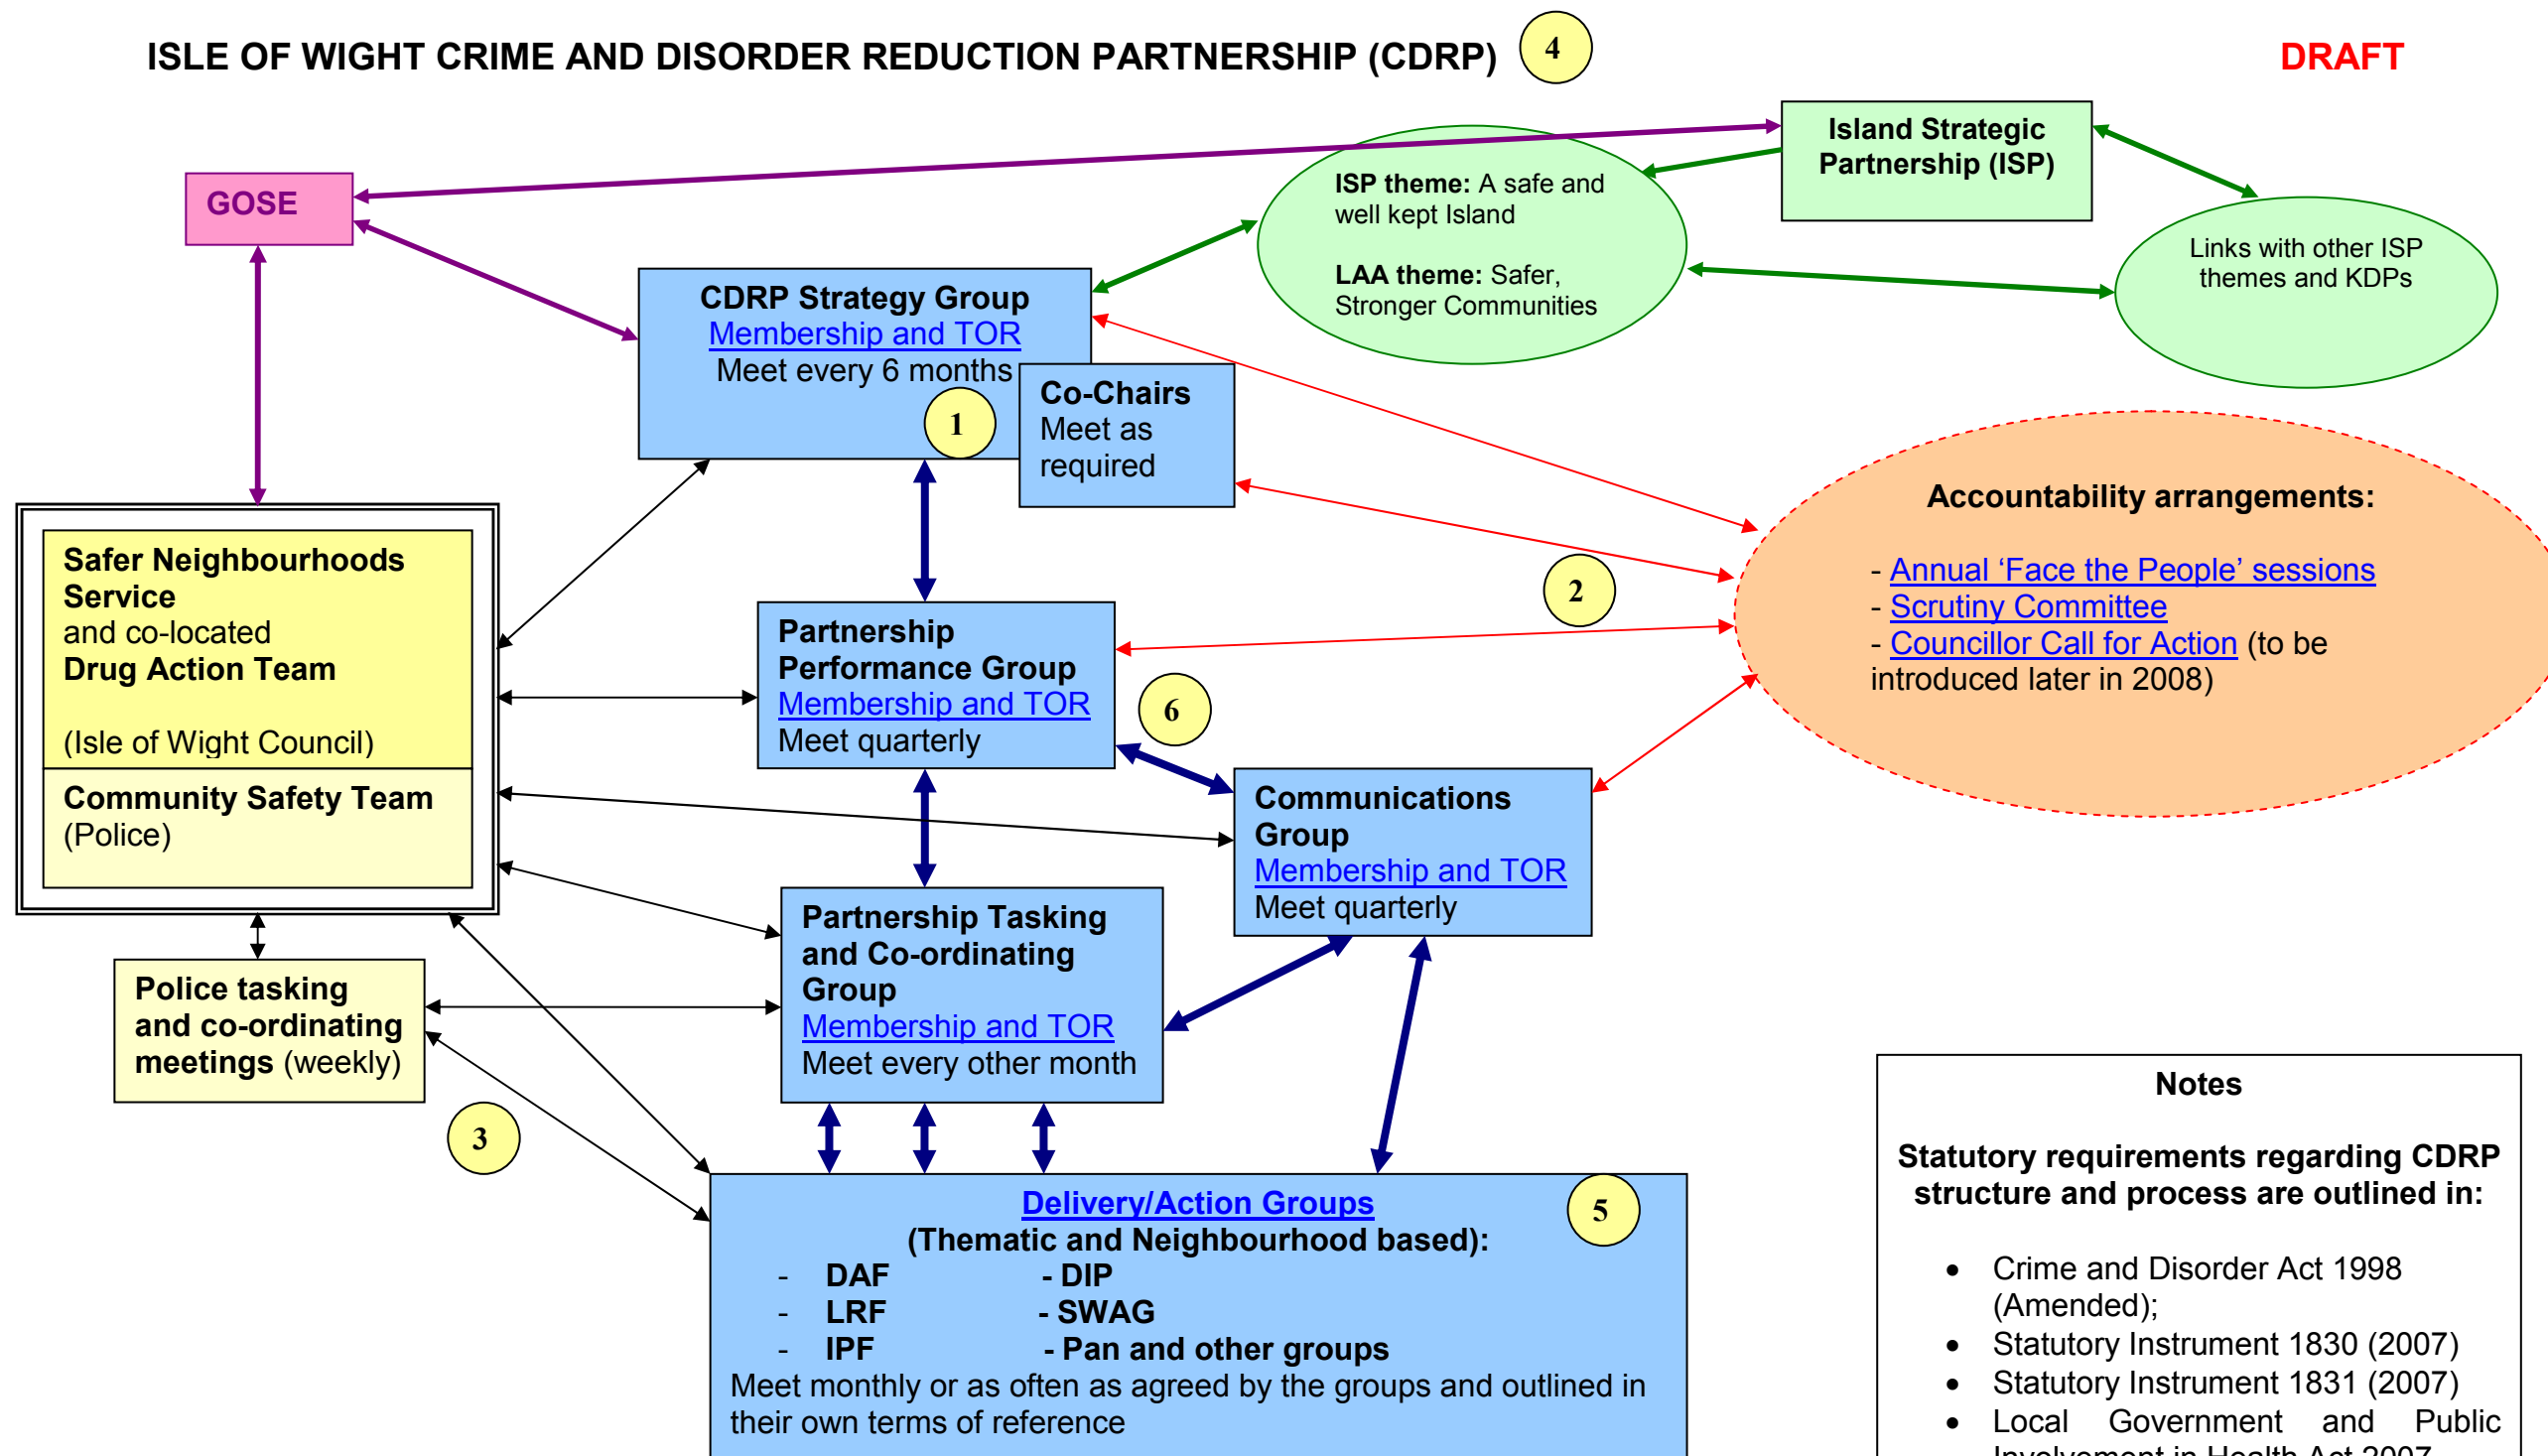 ISLE OF WIGHT CRIME AND DISORDER REDUCTION PARTNERSHIP (CDRP)
4
DRAFT
Island Strategic
Partnership (ISP)
GOSE
ISP theme: A safe and
well kept Island
LAA theme: Safer,
Stronger Communities
Links with other ISP
themes and KDPs
CDRP Strategy Group
Membership and TOR
Meet every 6 months
1
Co-Chairs
Meet as
required
Accountability arrangements:
- Annual ‘Face the People’ sessions
- Scrutiny Committee
- Councillor Call for Action (to be
introduced later in 2008)
2
Safer Neighbourhoods
Service
and co-located
Drug Action Team
(Isle of Wight Council)
Community Safety Team
(Police)
Partnership
Performance Group
Membership and TOR
Meet quarterly
6
Communications
Group
Membership and TOR
Meet quarterly
Partnership Tasking
and Co-ordinating
Group
Membership and TOR
Meet every other month
Police tasking
and co-ordinating
meetings (weekly)
3
Delivery/Action Groups
5
(Thematic and Neighbourhood based):
- DAF - DIP
- LRF - SWAG
- IPF - Pan and other groups
Meet monthly or as often as agreed by the groups and outlined in
their own terms of reference
Notes
Statutory requirements regarding CDRP
structure and process are outlined in:
• Crime and Disorder Act 1998
(Amended);
• Statutory Instrument 1830 (2007)
• Statutory Instrument 1831 (2007)
• Local Government and Public
Involvement in Health Act 2007